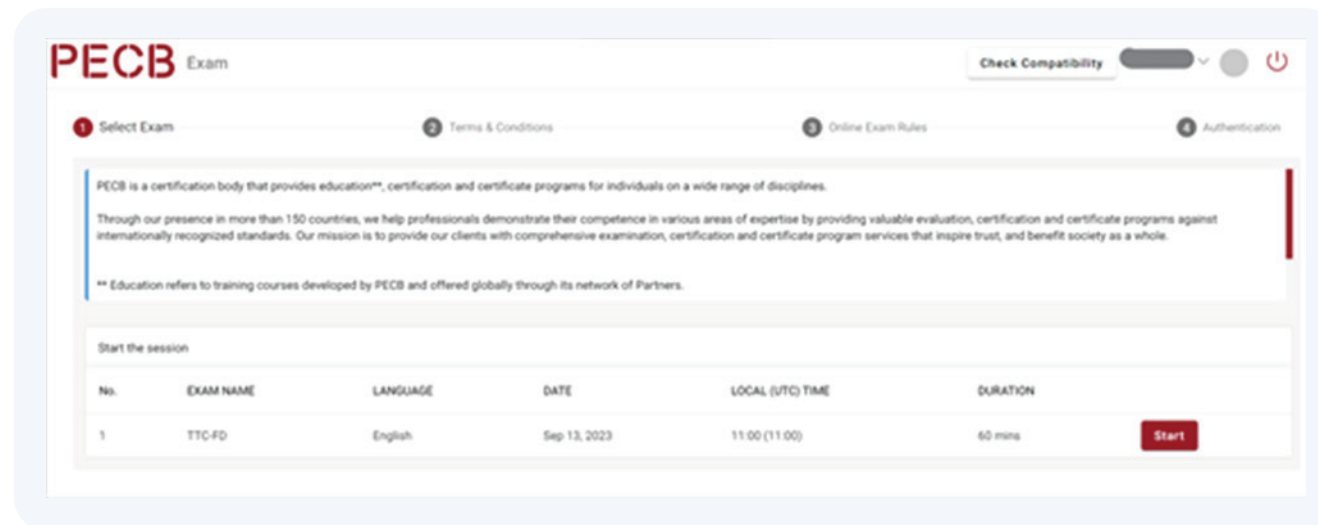 PECB Exam Check Compatibility
1 Select Exam 2 Terms & Conditions 3 Online Exam Rules 4 Authentication
PECB is a certification body that provides education**, certification and certificate programs for individuals on a wide range of disciplines.
Through our presence in more than 150 countries, we help professionals demonstrate their competence in various areas of expertise by providing valuable evaluation, certification and certificate programs against
internationally recognized standards. Our mission is to provide our clients with comprehensive examination, certification and certificate program services that inspire trust, and benefit society as a whole.
** Education refers to training courses developed by PECB and offered globally through its network of Partners.
Start the session
No. EXAM NAME LANGUAGE DATE LOCAL (UTC) TIME DURATION
1 TTC-FD English Sep 13, 2023 11:00 (11:00) 60 mins Start